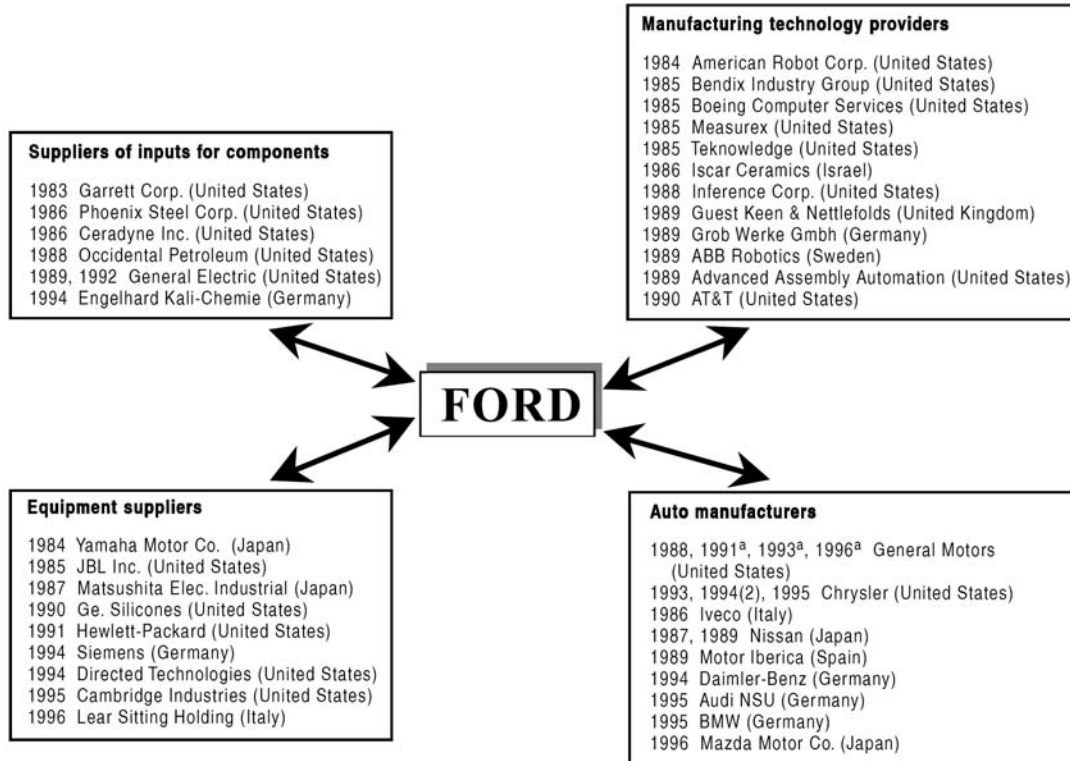 Manufacturing technology providers
1984 American Robot Corp. (United States)
1985 Bendix Industry Group (United States)
1985 Boeing Computer Services (United States)
1985 Measurex (United States)
1985 Teknowledge (United States)
1986 Iscar Ceramics (Israel)
1988 Inference Corp. (United States)
1989 Guest Keen & Nettlefolds (United Kingdom)
1989 Grob Werke Gmbh (Germany)
1989 ABB Robotics (Sweden)
1989 Advanced Assembly Automation (United States)
1990 AT&T (United States)
Suppliers of inputs for components
1983 Garrett Corp. (United States)
1986 Phoenix Steel Corp. (United States)
1986 Ceradyne Inc. (United States)
1988 Occidental Petroleum (United States)
1989, 1992 General Electric (United States)
1994 Engelhard Kali-Chemie (Germany)
FORD
Equipment suppliers
1984 Yamaha Motor Co. (Japan)
1985 JBL Inc. (United States)
1987 Matsushita Elec. Industrial (Japan)
1990 Ge. Silicones (United States)
1991 Hewlett-Packard (United States)
1994 Siemens (Germany)
1994 Directed Technologies (United States)
1995 Cambridge Industries (United States)
1996 Lear Sitting Holding (Italy)
Auto manufacturers
1988, 1991ª, 1993ª, 1996ª General Motors
(United States)
1993, 1994(2), 1995 Chrysler (United States)
1986 Iveco (Italy)
1987, 1989 Nissan (Japan)
1989 Motor Iberica (Spain)
1994 Daimler-Benz (Germany)
1995 Audi NSU (Germany)
1995 BMW (Germany)
1996 Mazda Motor Co. (Japan)